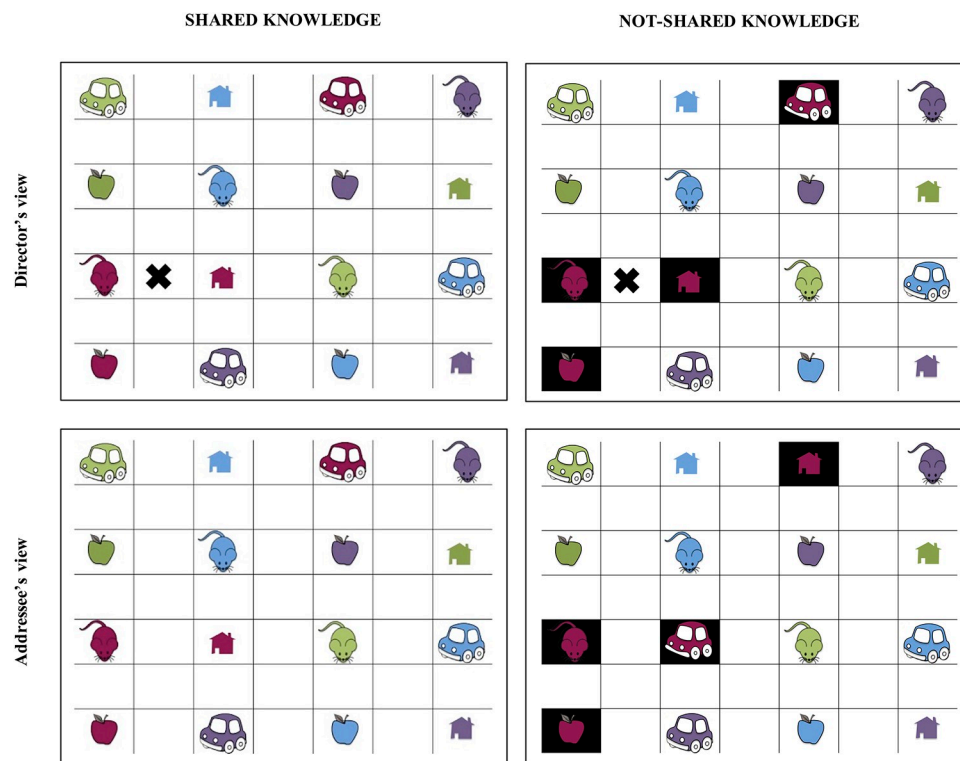 SHARED KNOWLEDGE
NOT-SHARED KNOWLEDGE
Director's view
Addressee's view